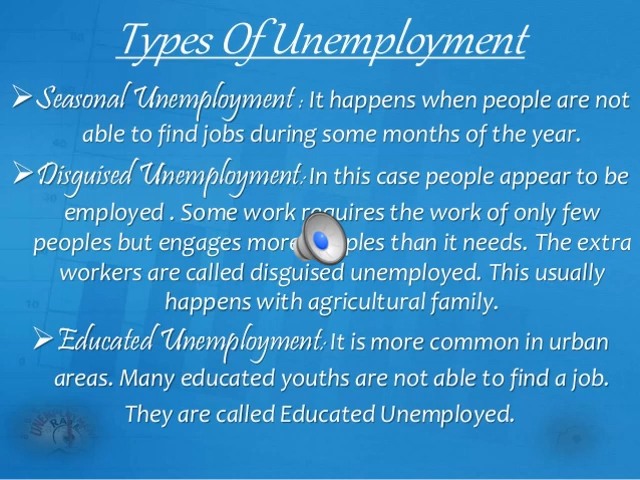 Types Of Unemployment
➢Seasonal Unemployment : It happens when people are not
able to find jobs during some months of the year.
➢Disguised Unemployment:In this case people appear to be
employed . Some work requires the work of only few
peoples but engages more peoples than it needs. The extra
workers are called disguised unemployed. This usually
happens with agricultural family.
➢Educated Unemployment: It is more common in urban
areas. Many educated youths are not able to find a job.
They are called Educated Unemployed.